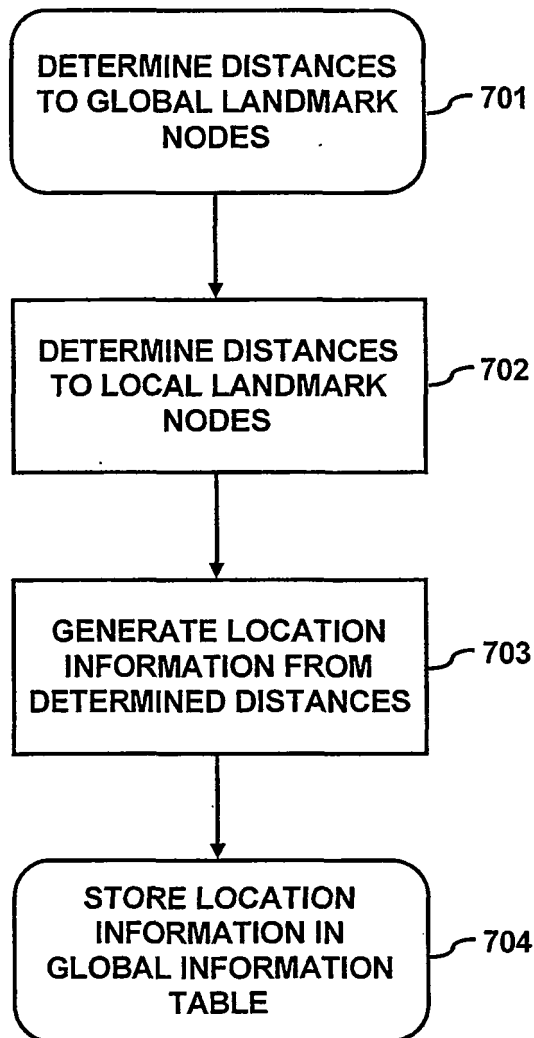 DETERMINE DISTANCES
TO GLOBAL LANDMARK
NODES
701
DETERMINE DISTANCES
TO LOCAL LANDMARK
NODES
702
GENERATE LOCATION
INFORMATION FROM
DETERMINED DISTANCES
703
STORE LOCATION
INFORMATION IN
GLOBAL INFORMATION
TABLE
704